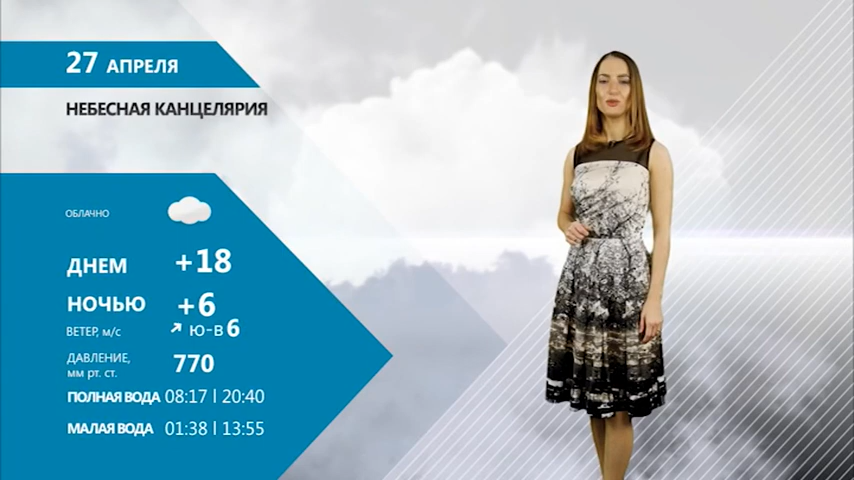 27 АПРЕЛЯ
НЕБЕСНАЯ КАНЦЕЛЯРИЯ
ОБЛАЧНО
ДНЕМ +18
НОЧЬЮ +6
ВЕТЕР, м/с ю-в 6
ДАВЛЕНИЕ,
мм рт. ст. 770
ПОЛНАЯ ВОДА 08:17 | 20:40
МАЛАЯ ВОДА 01:38 | 13:55